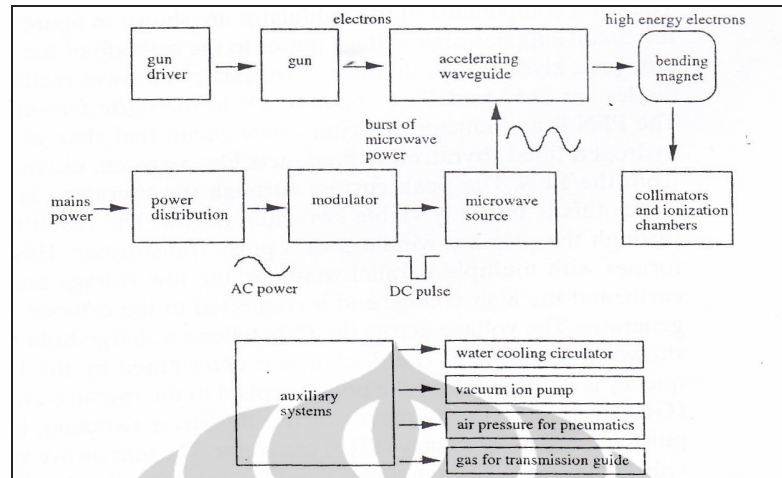 electrons
high energy electrons
gun
driver
gun
accelerating
waveguide
bending
magnet
burst of
microwave
power
mains
power
power
distribution
modulator
microwave
source
collimators
and ionization
chambers
AC power
DC pulse
auxiliary
systems
water cooling circulator
vacuum ion pump
air pressure for pneumatics
gas for transmission guide